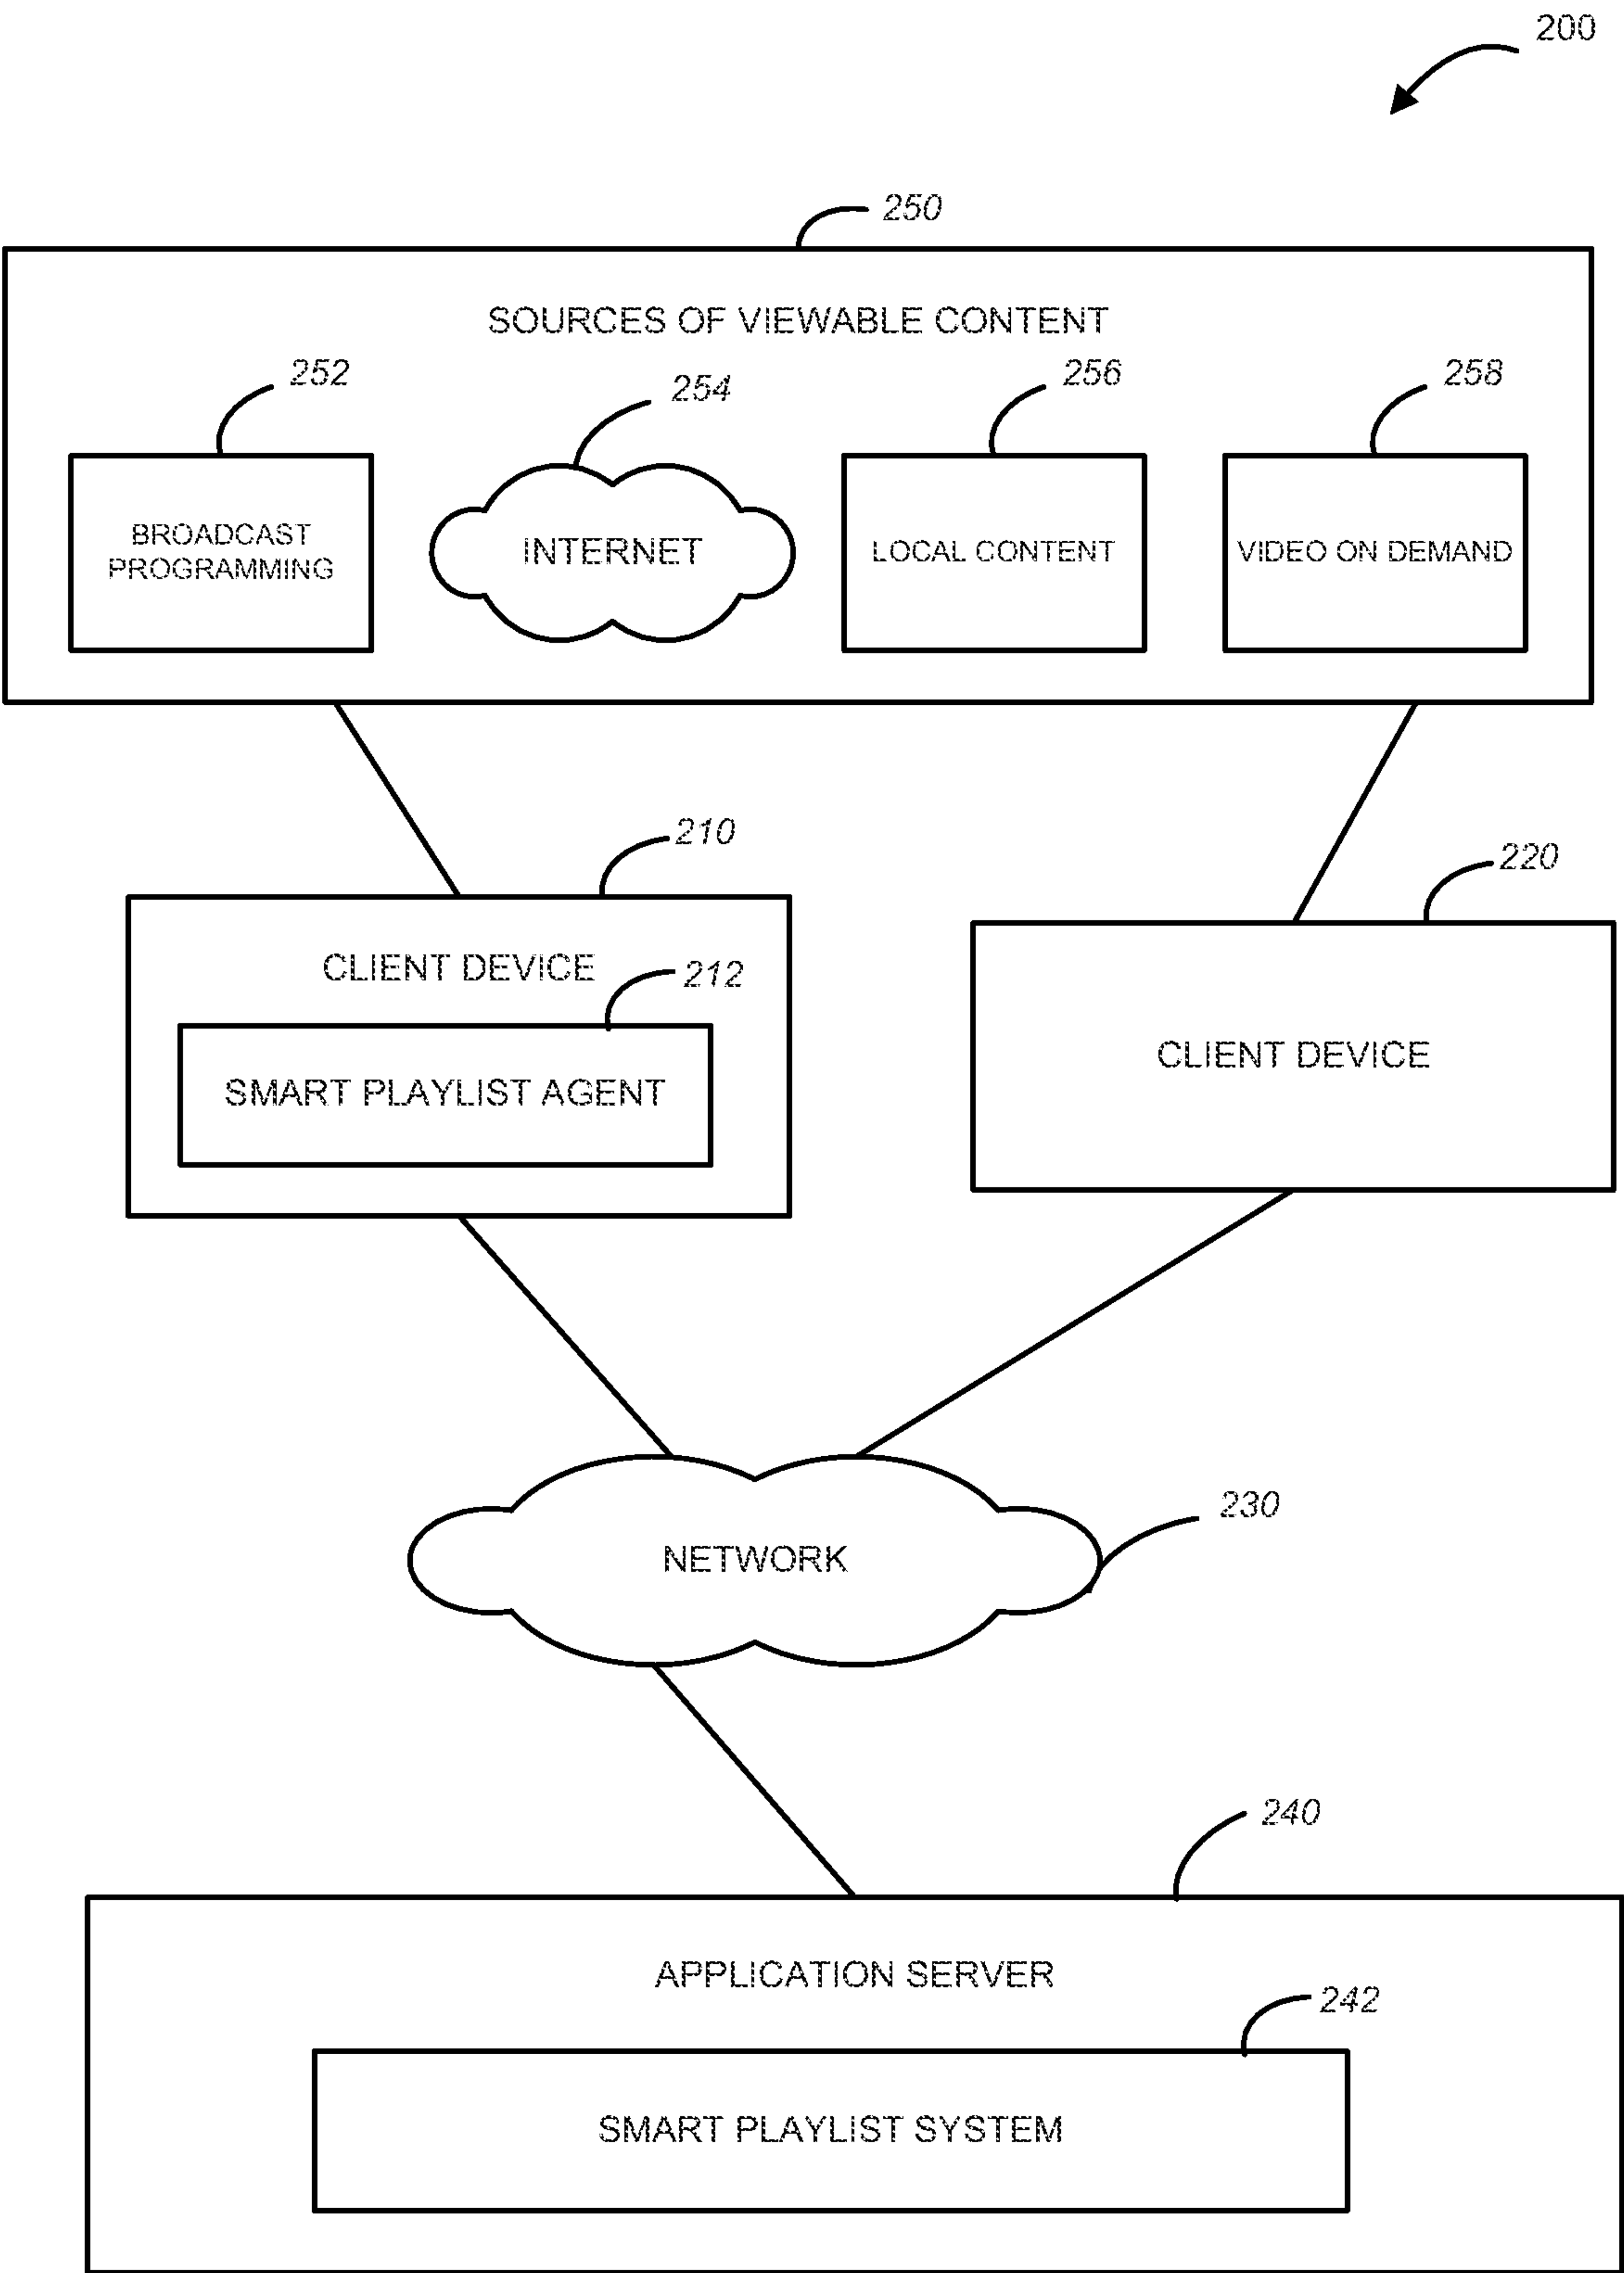 200
250
SOURCES OF VIEWABLE CONTENT
252
254
256
258
BROADCAST
PROGRAMMING
INTERNET
LOCAL CONTENT
VIDEO ON DEMAND
210
220
CLIENT DEVICE
212
SMART PLAYLIST AGENT
CLIENT DEVICE
230
NETWORK
240
APPLICATION SERVER
242
SMART PLAYLIST SYSTEM